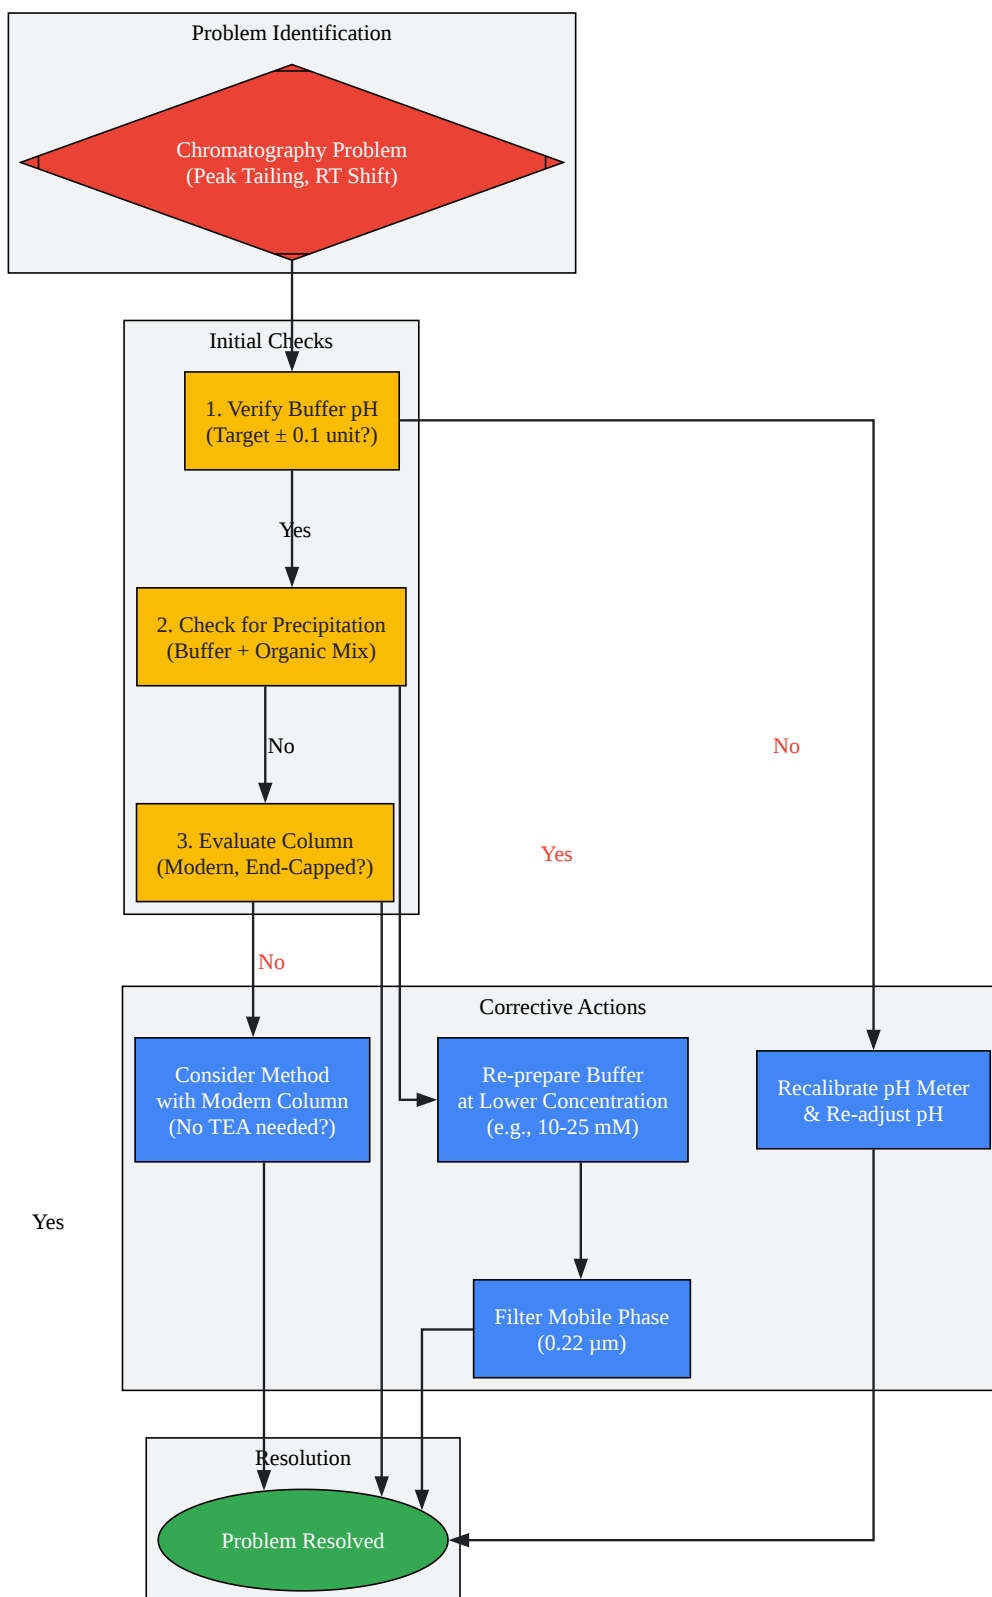 Problem Identification
Chromatography Problem
(Peak Tailing, RT Shift)
Initial Checks
1. Verify Buffer pH
(Target ± 0.1 unit?)
Yes
2. Check for Precipitation
(Buffer + Organic Mix)
No
No
3. Evaluate Column
(Modern, End-Capped?)
Yes
No
Corrective Actions
Consider Method
with Modern Column
(No TEA needed?)
Re-prepare Buffer
at Lower Concentration
(e.g., 10-25 mM)
Recalibrate pH Meter
& Re-adjust pH
Yes
Filter Mobile Phase
(0.22 µm)
Resolution
Problem Resolved